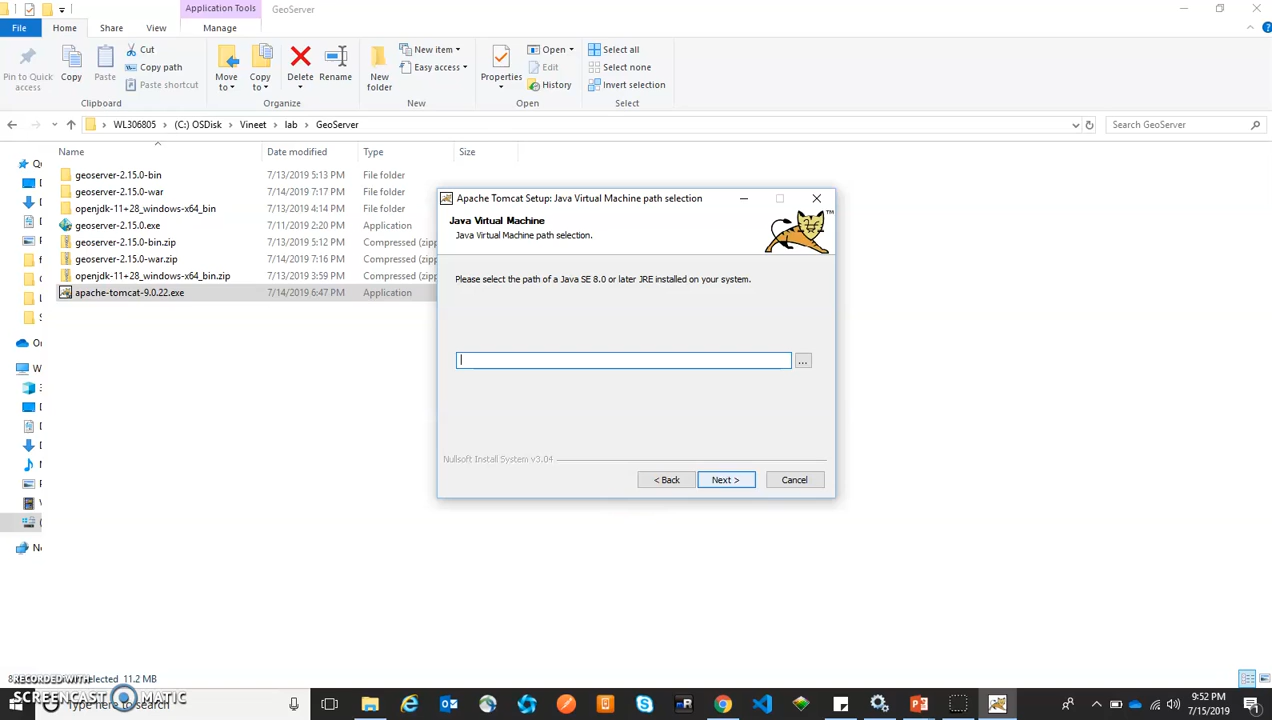 Application Tools
GeoServer
File
Home
Share
View
Manage
Pin to Quick
access
Copy
Paste
Cut
Copy path
Paste shortcut
Clipboard
Move
to
Copy
to
Delete
Rename
Organize
New
folder
New item
Easy access
New
Properties
Open
Edit
History
Open
Select all
Select none
Invert selection
Select
WL306805
(C:) OSDisk
Vineet
lab
GeoServer
Search GeoServer
Name
Date modified
Type
Size
geoserver-2.15.0-bin 7/13/2019 5:13 PM File folder
geoserver-2.15.0-war 7/14/2019 7:17 PM File folder
openjdk-11+28_windows-x64_bin 7/13/2019 4:14 PM File folder
geoserver-2.15.0.exe 7/11/2019 2:20 PM Application
geoserver-2.15.0-bin.zip 7/13/2019 5:12 PM Compressed (zipp
geoserver-2.15.0-war.zip 7/14/2019 7:16 PM Compressed (zipp
openjdk-11+28_windows-x64_bin.zip 7/13/2019 3:59 PM Compressed (zipp
apache-tomcat-9.0.22.exe 7/14/2019 6:47 PM Application
Apache Tomcat Setup: Java Virtual Machine path selection
Java Virtual Machine
Java Virtual Machine path selection.
TM
Please select the path of a Java SE 8.0 or later JRE installed on your system.
...
Nullsoft Install System v3.04
< Back
Next >
Cancel
selected 11.2 MB
RECORDED WITH
SCREENCAST MATIC
Type here to search
9:52 PM
7/15/2019